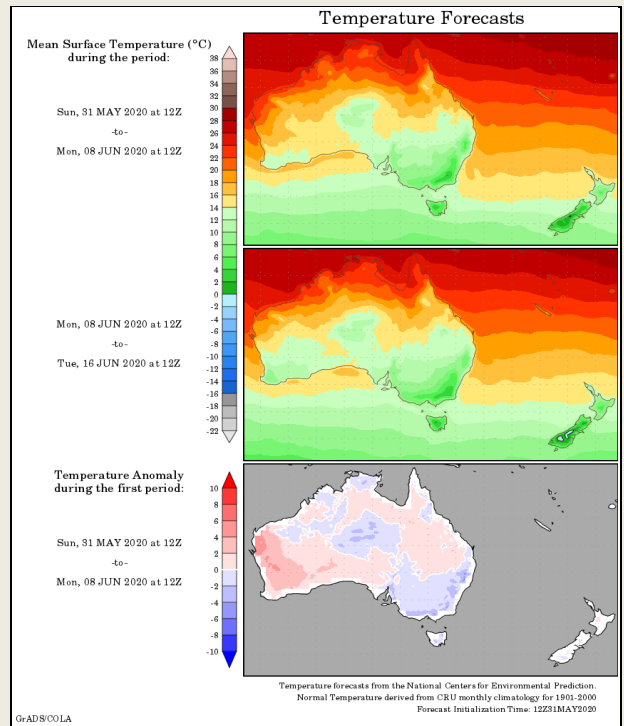 Temperature Forecasts
Mean Surface Temperature (°C)
during the period:
38
36
34
32
30
28
26
24
22
20
18
16
14
12
10
8
6
4
2
0
-2
-4
-6
-8
-10
-12
-14
-16
-18
-20
-22
Sun, 31 MAY 2020 at 12Z
-to-
Mon, 08 JUN 2020 at 12Z
Mon, 08 JUN 2020 at 12Z
-to-
Tue, 16 JUN 2020 at 12Z
Temperature Anomaly
during the first period:
10
8
6
4
2
0
-2
-4
-6
-8
-10
Sun, 31 MAY 2020 at 12Z
-to-
Mon, 08 JUN 2020 at 12Z
Temperature forecasts from the National Centers for Environmental Prediction.
Normal Temperature derived from CRU monthly climatology for 1901-2000
Forecast Initialization Time: 12Z31MAY2020
GrADS/COLA